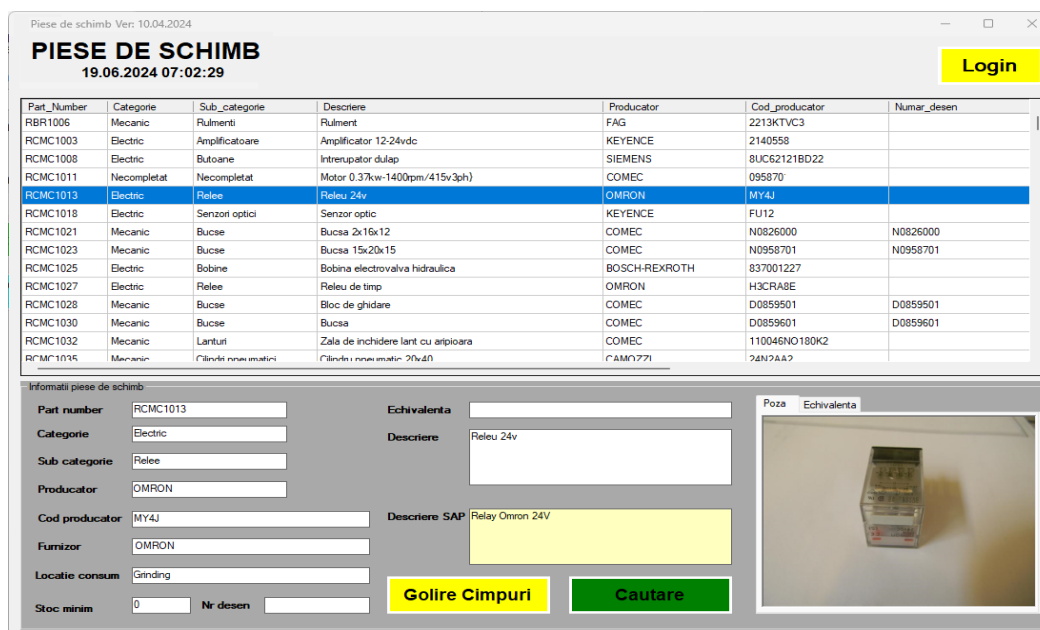 Piese de schimb Ver: 10.04.2024
PIESE DE SCHIMB
19.06.2024 07:02:29
Login
Part_Number Categorie Sub_categorie Descriere Producator Cod_producator Numar_desen
RBR1006 Mecanic Rulmenti Rulment FAG 2213KTVC3
RCMC1003 Electric Amplificatoare Amplificator 12-24vdc KEYENCE 2140558
RCMC1008 Electric Butoane Intrerupator dulap SIEMENS 8UC62121BD22
RCMC1011 Necompletat Necompletat Motor 0.37kw-1400rpm/415v3ph) COMEC 095870
RCMC1013 Electric Relee Releu 24v OMRON MY4J
RCMC1018 Electric Senzori optici Senzor optic KEYENCE FU12
RCMC1021 Mecanic Bucse Bucsa 2x16x12 COMEC N0826000 N0826000
RCMC1023 Mecanic Bucse Bucsa 15x20x15 COMEC N0958701 N0958701
RCMC1025 Electric Bobine Bobina electrovalva hidraulica BOSCH-REXROTH 837001227
RCMC1027 Electric Relee Releu de timp OMRON H3CRA8E
RCMC1028 Mecanic Bucse Bloc de ghidare COMEC D0859501 D0859501
RCMC1030 Mecanic Bucse Bucsa COMEC D0859601 D0859601
RCMC1032 Mecanic Lanturi Zala de inchidere lant cu aripioara COMEC 110046NO180K2
RCMC1035 Mecanic Cilindri pneumatici Cilindru pneumatic 20x40 CAMOZZI 24N2AA2
Informatii piese de schimb
Part number RCMC1013 Echivalenta
Categorie Electric Descriere Releu 24v
Sub categorie Relee
Producator OMRON
Cod producator MY4J Descriere SAP Relay Omron 24V
Furnizor OMRON
Locatie consum Grinding
Stoc minim 0 Nr desen
Golire Cimpuri Cautare
Poza Echivalenta